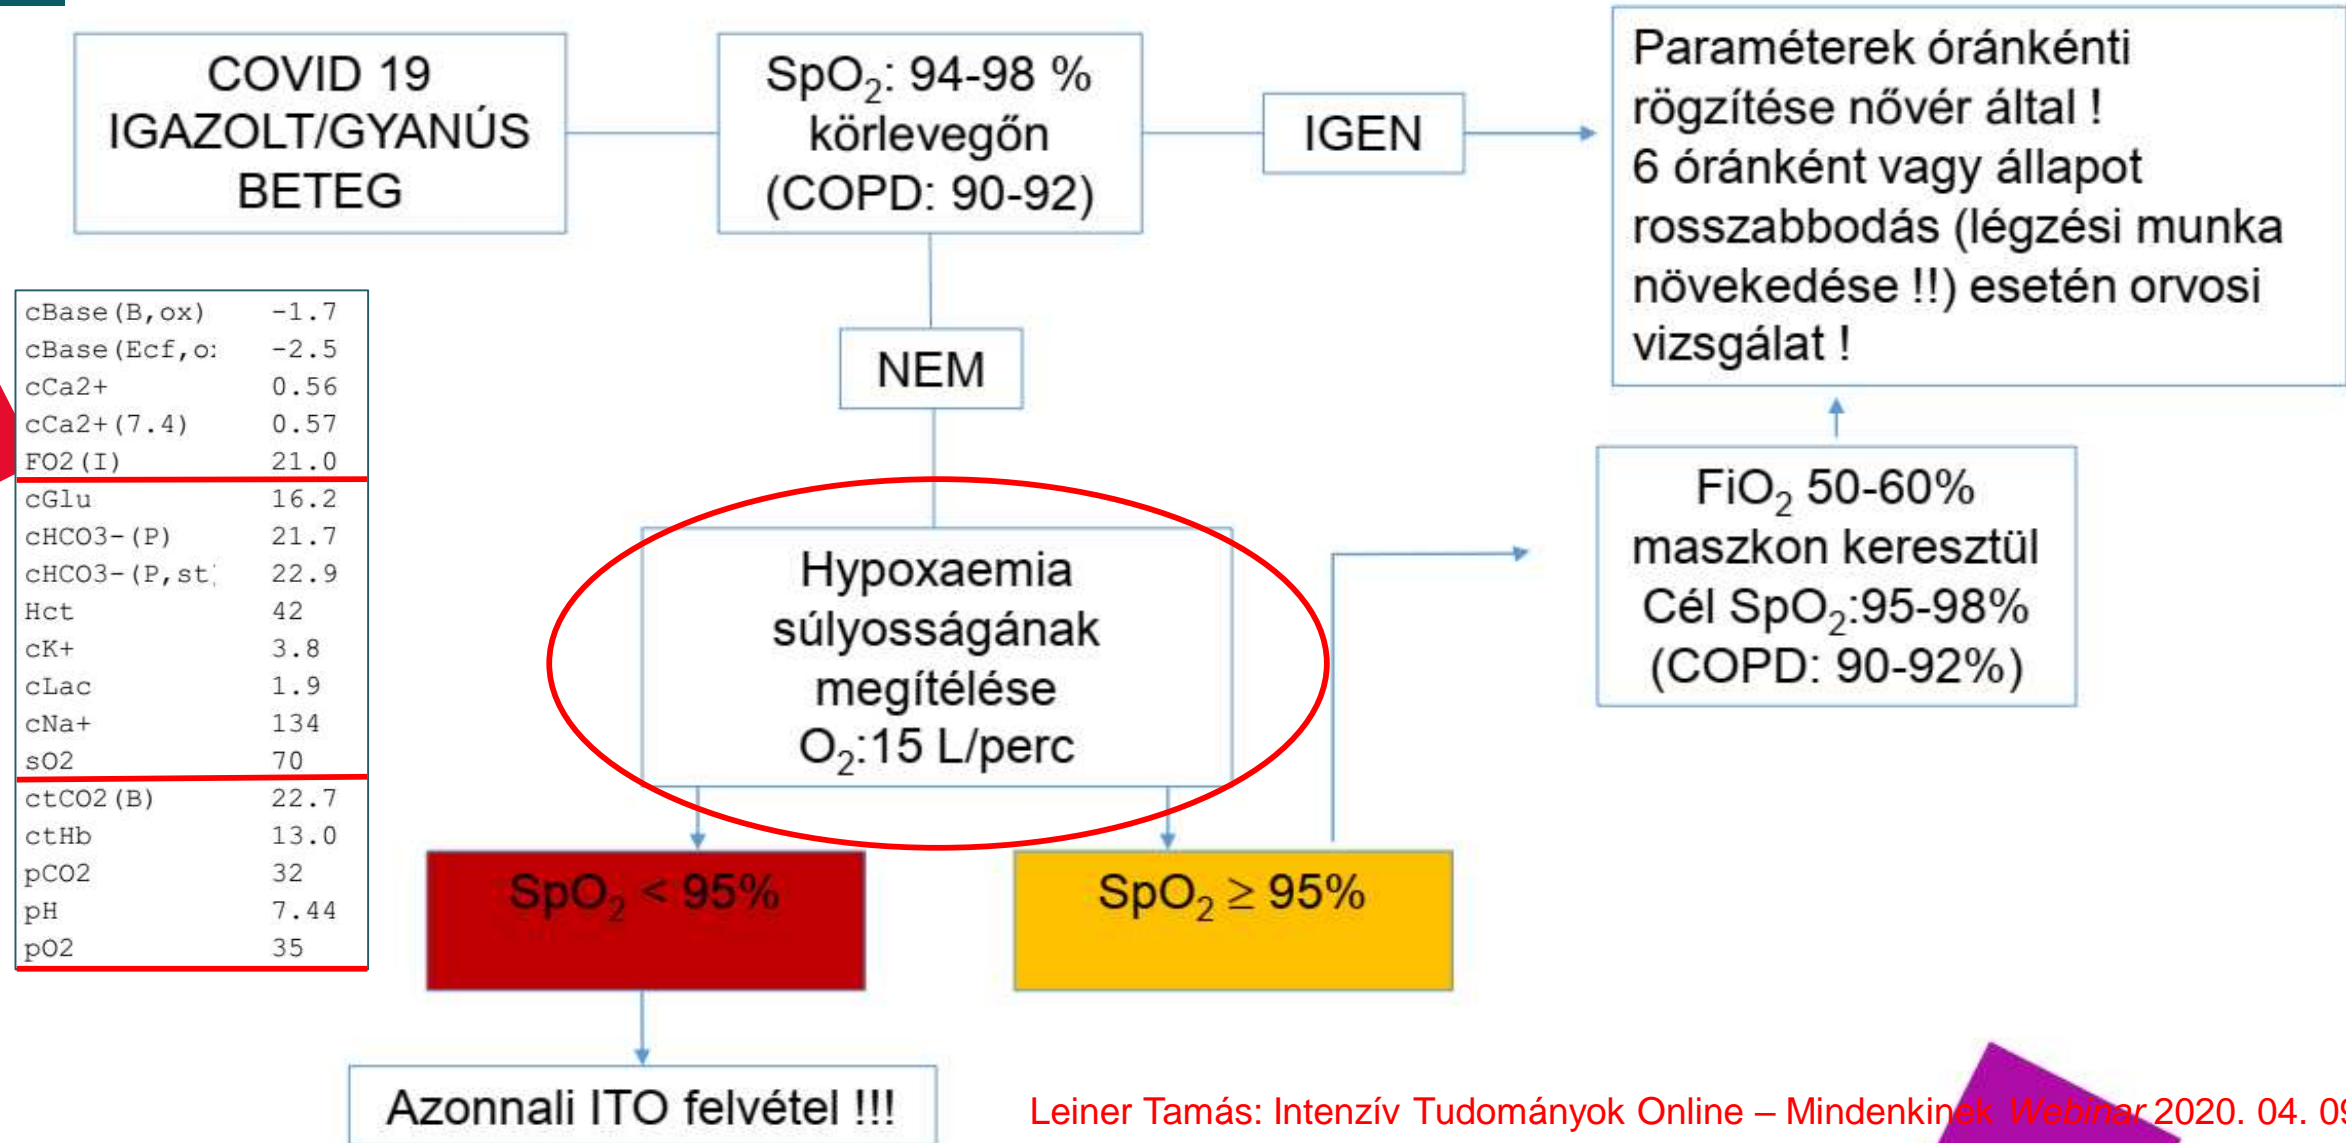 COVID 19
IGAZOLT/GYANÚS
BETEG
SpO₂: 94-98 %
körlevegőn
(COPD: 90-92)
IGEN
Paraméterek óránkénti
rögzítése nővér által !
6 óránként vagy állapot
rosszabbodás (légzési munka
növekedése !!) esetén orvosi
vizsgálat !
NEM
cBase(B,ox) -1.7
cBase(Ecf,o -2.5
cCa2+ 0.56
cCa2+(7.4) 0.57
FO2(I) 21.0
cGlu 16.2
cHCO3-(P) 21.7
cHCO3-(P,st) 22.9
Hct 42
cK+ 3.8
cLac 1.9
cNa+ 134
sO2 70
ctCO2(B) 22.7
ctHb 13.0
pCO2 32
pH 7.44
pO2 35
Hypoxaemia
súlyosságának
megítélése
O₂:15 L/perc
FiO₂ 50-60%
maszkon keresztül
Cél SpO₂:95-98%
(COPD: 90-92%)
SpO₂ < 95%
SpO₂ ≥ 95%
Azonnali ITO felvétel !!!
Leiner Tamás: Intenzív Tudományok Online – Mindenkinek Webinar 2020. 04. 09